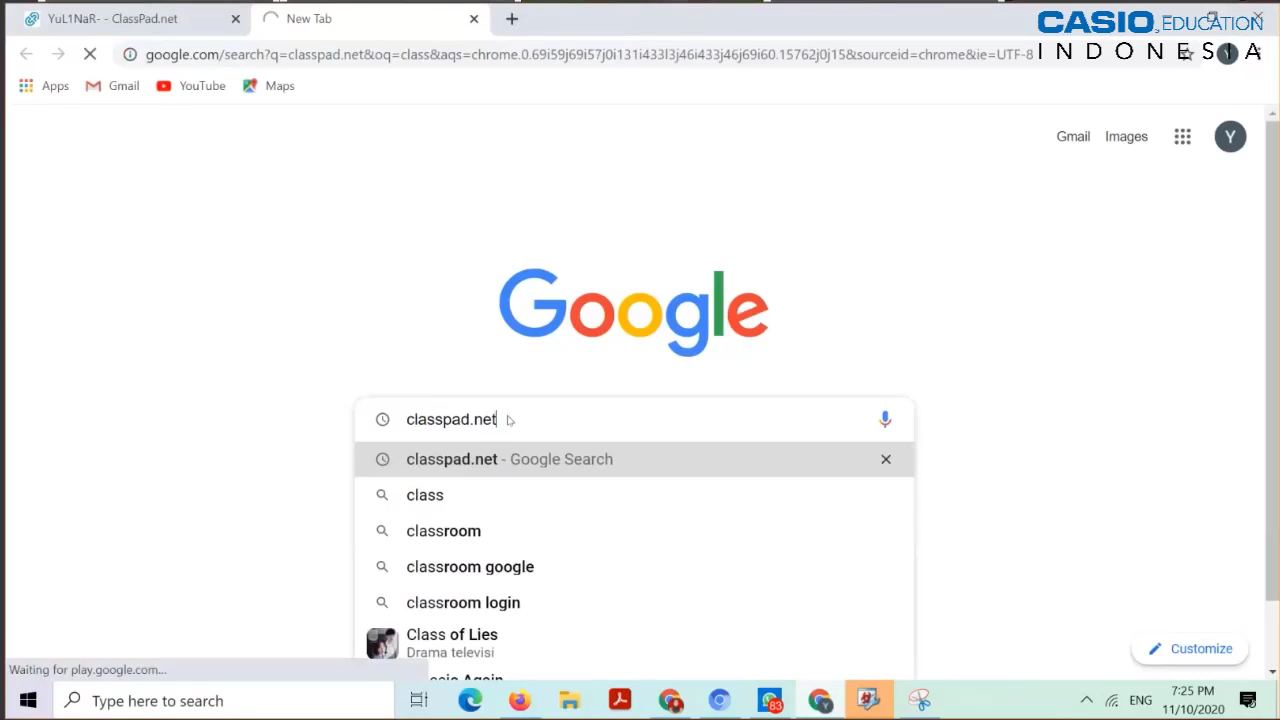 YuL1NaR- - ClassPad.net
New Tab
CASIO EDUCATION
INDONESIA
google.com/search?q=classpad.net&oq=class&aqs=chrome.0.69i59j69i57j0i131i433l3j46i433j46j69i60.15762j0j15&sourceid=chrome&ie=UTF-8
Apps
Gmail
YouTube
Maps
Gmail
Images
Y
Google
classpad.net
classpad.net - Google Search
class
classroom
classroom google
classroom login
Class of Lies
Drama televisi
Customize
Waiting for play.google.com...
Type here to search
83
ENG
7:25 PM
11/10/2020